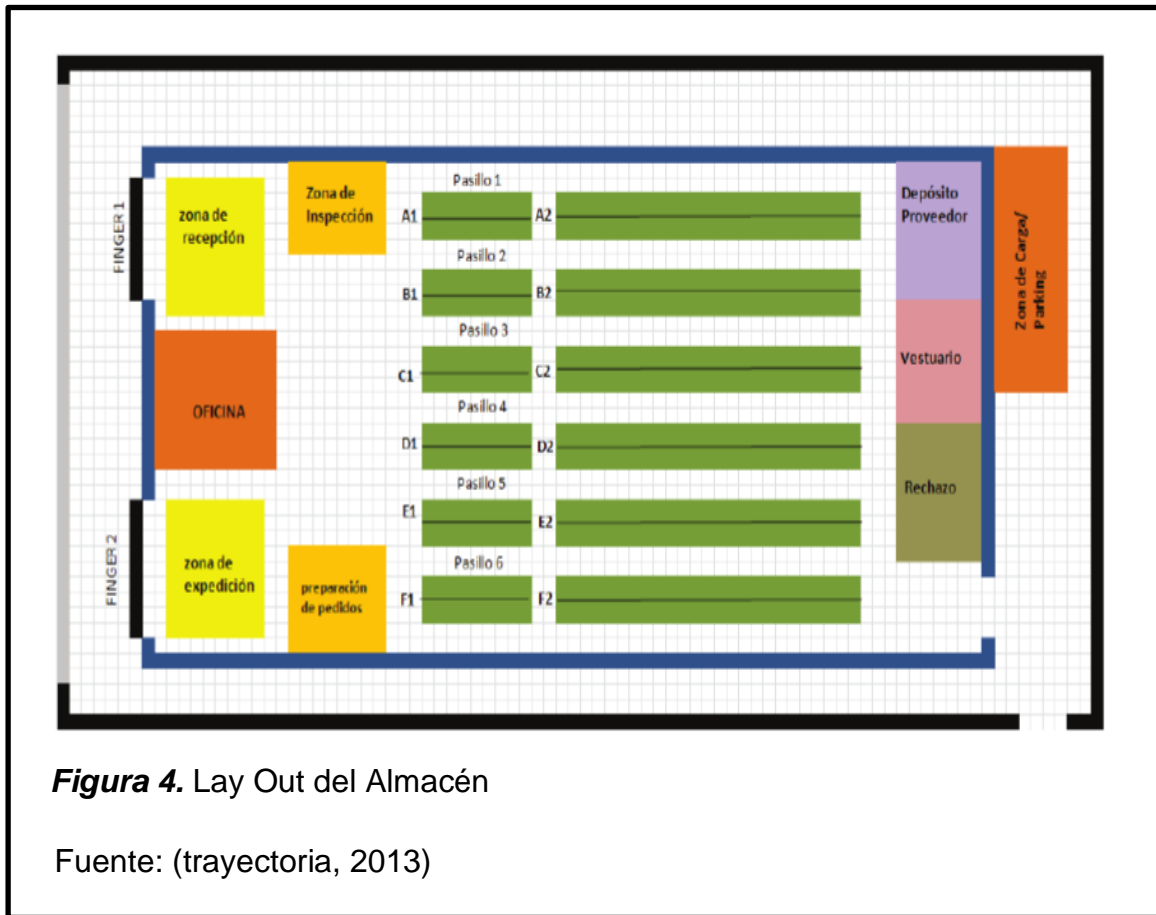 FINGER 1
zona de
recepción
Zona de
Inspección
Pasillo 1
A1
A2
Pasillo 2
B1
B2
Pasillo 3
C1
C2
Pasillo 4
D1
D2
Pasillo 5
E1
E2
Pasillo 6
F1
F2
Depósito
Proveedor
Vestuario
Rechazo
Zona de Carga/
Parking
OFICINA
FINGER 2
zona de
expedición
preparación
de pedidos
Figura 4. Lay Out del Almacén
Fuente: (trayectoria, 2013)